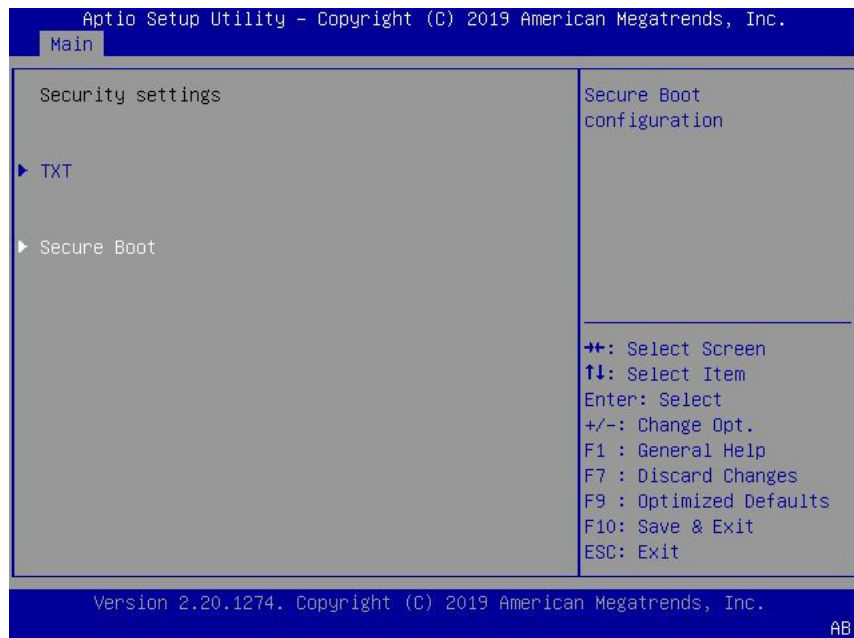 Aptio Setup Utility – Copyright (C) 2019 American Megatrends, Inc.
Main
Security settings
TXT
Secure Boot
Secure Boot
configuration
→←: Select Screen
↑↓: Select Item
Enter: Select
+/-: Change Opt.
F1 : General Help
F7 : Discard Changes
F9 : Optimized Defaults
F10: Save & Exit
ESC: Exit
Version 2.20.1274. Copyright (C) 2019 American Megatrends, Inc.
AB